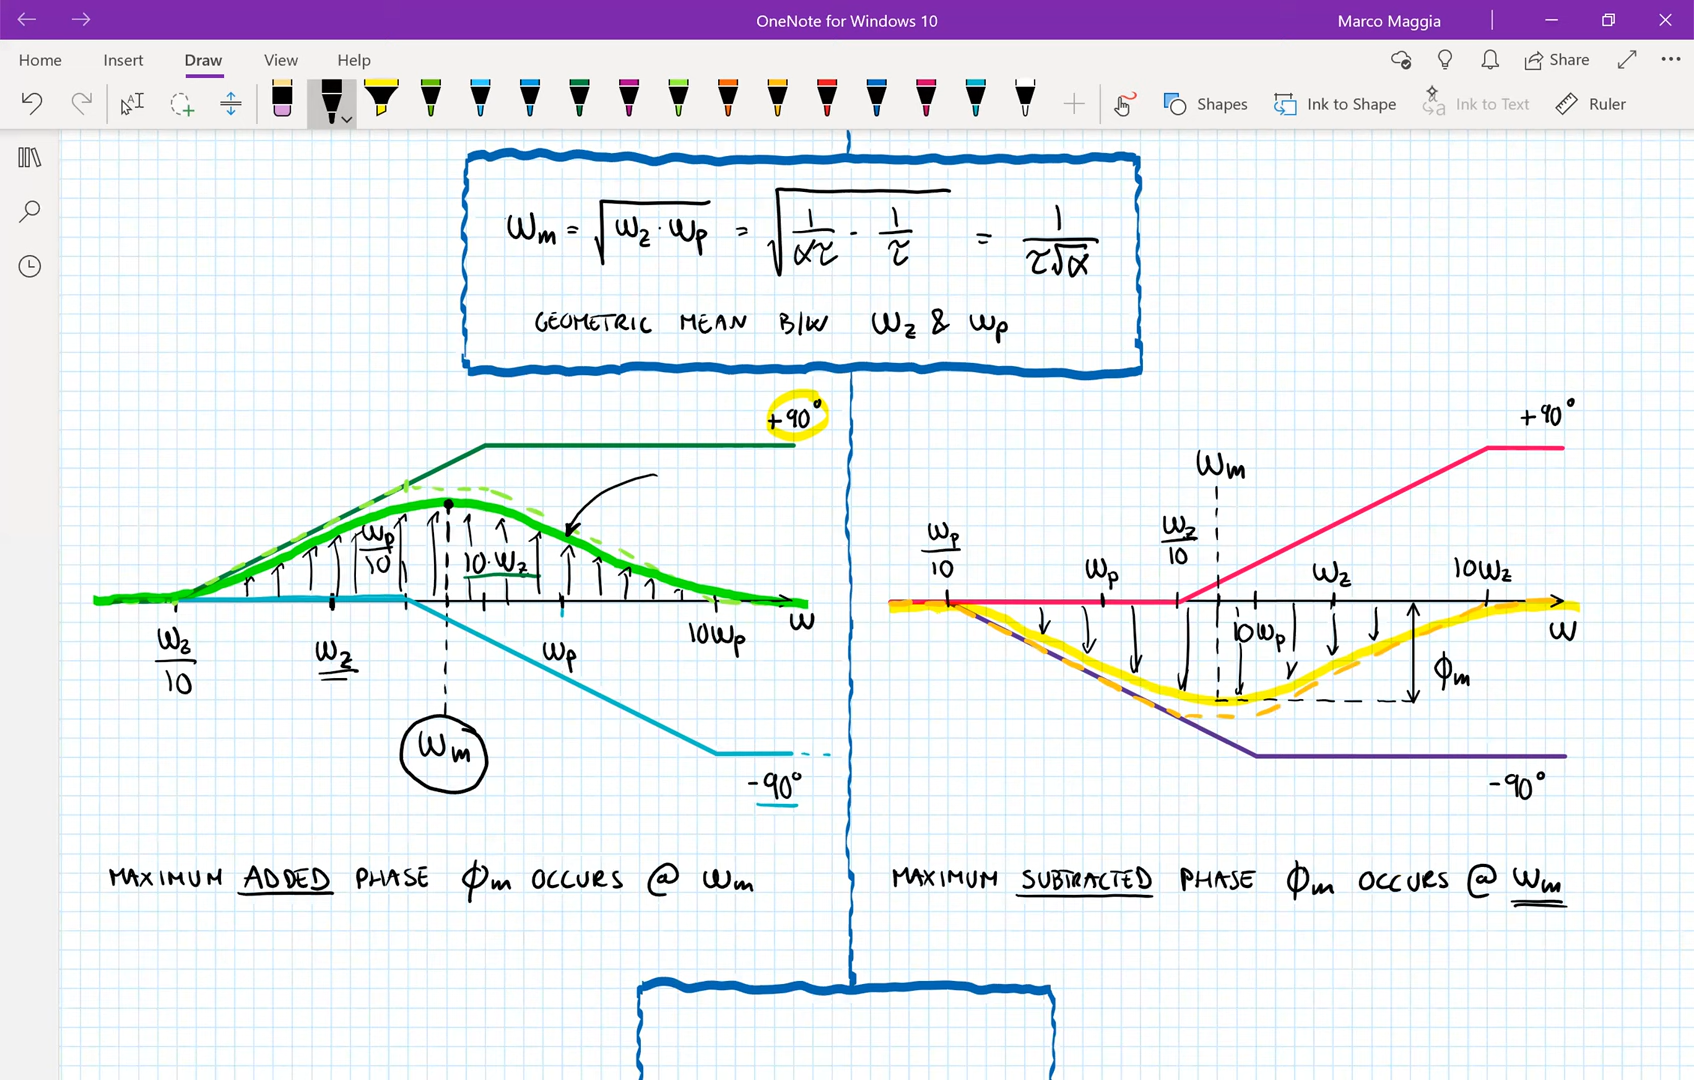 OneNote for Windows 10
Marco Maggia
Home Insert Draw View Help
Share
Shapes
Ink to Shape
Ink to Text
Ruler
ωm = √(ωz · ωp) = √(1/ατ · 1/τ) = 1/(τ√α)
GEOMETRIC MEAN B/W ωz & ωp
+90°
ωp/10
10·ωz
ωz/10
ωz
ωp
10ωp
ω
ωm
-90°
MAXIMUM ADDED PHASE ϕm OCCURS @ ωm
+90°
ωm
ωp/10
ωp
ωz/10
ωz
10ωz
10ωp
ω
ϕm
-90°
MAXIMUM SUBTRACTED PHASE ϕm OCCURS @ ωm